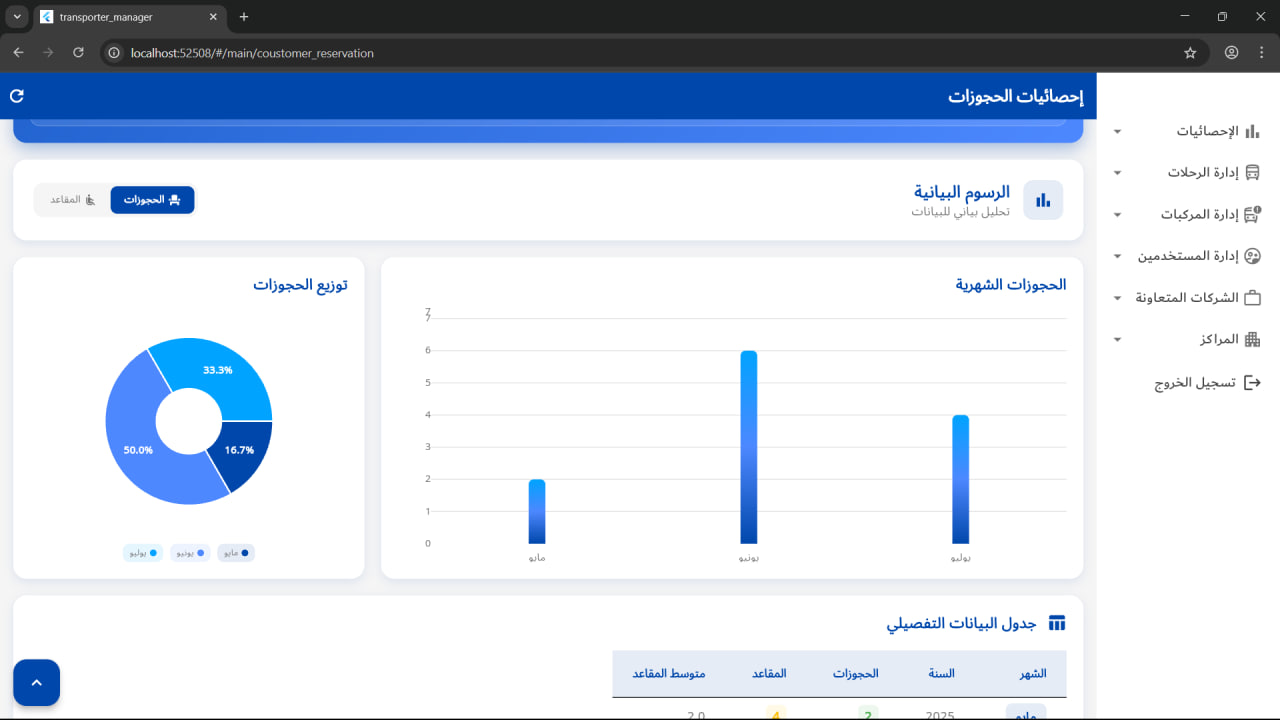 transporter_manager
localhost:52508/#/main/coustomer_reservation
إحصائيات الحجوزات
الإحصائيات
إدارة الرحلات
إدارة المركبات
إدارة المستخدمين
الشركات المتعاونة
المراكز
تسجيل الخروج
الرسوم البيانية
تحليل بياني للبيانات
الحجوزات
المقاعد
الحجوزات الشهرية
7
7
6
5
4
3
2
1
0
مايو
يونيو
يوليو
توزيع الحجوزات
33.3%
50.0%
16.7%
مايو
يونيو
يوليو
جدول البيانات التفصيلي
الشهر السنة الحجوزات المقاعد متوسط المقاعد
مايو 2025 2 4 2.0